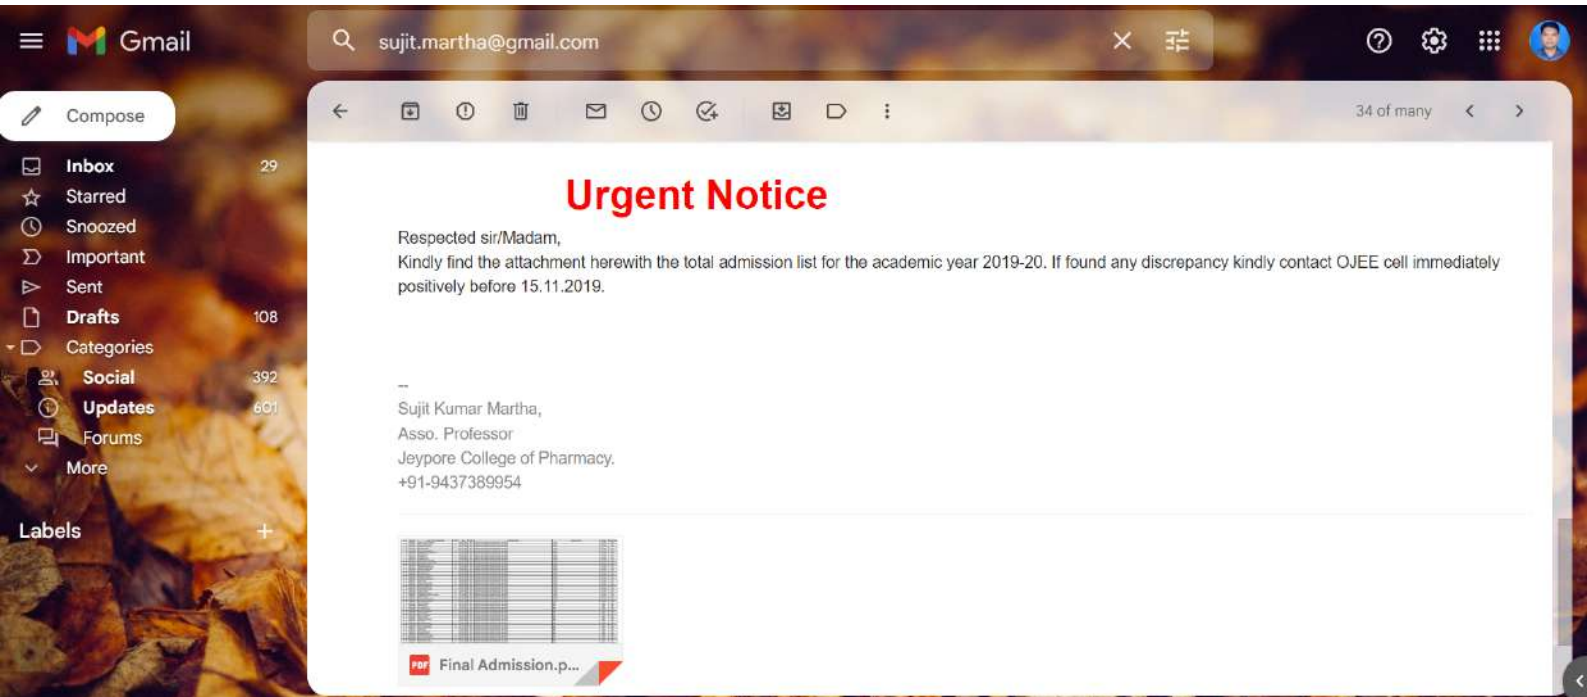 Gmail
sujit.martha@gmail.com
Compose
34 of many
Inbox 29
Starred
Snoozed
Important
Sent
Drafts 108
Categories
Social 392
Updates 601
Forums
More
Labels
Urgent Notice
Respected sir/Madam,
Kindly find the attachment herewith the total admission list for the academic year 2019-20. If found any discrepancy kindly contact OJEE cell immediately
positively before 15.11.2019.
--
Sujit Kumar Martha,
Asso. Professor
Jeypore College of Pharmacy.
+91-9437389954
PDF Final Admission.p...